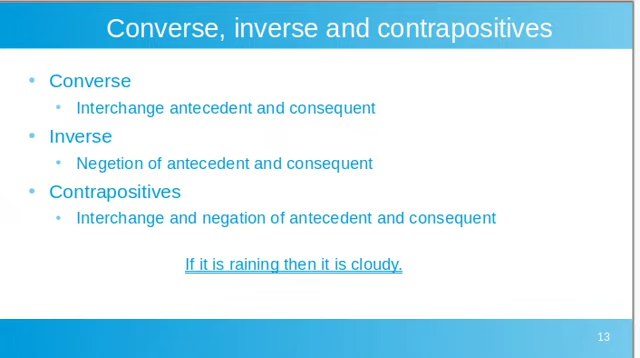 Converse, inverse and contrapositives
• Converse
• Interchange antecedent and consequent
• Inverse
• Negetion of antecedent and consequent
• Contrapositives
• Interchange and negation of antecedent and consequent
If it is raining then it is cloudy.
13